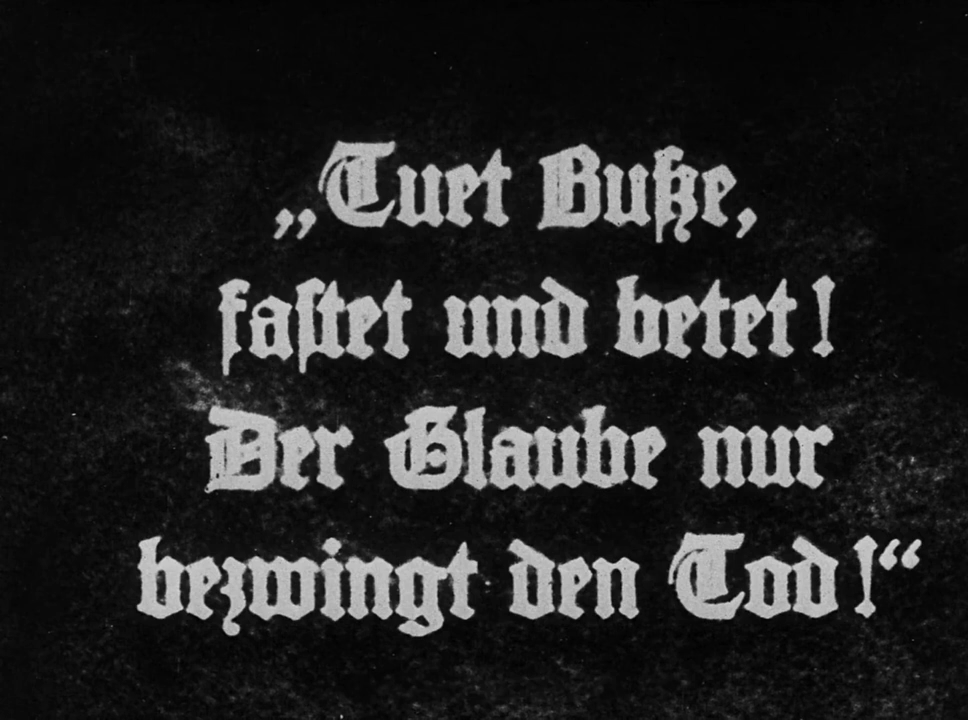 „Tuet Buße,
faſtet und betet!
Der Glaube nur
bezwingt den Tod!“